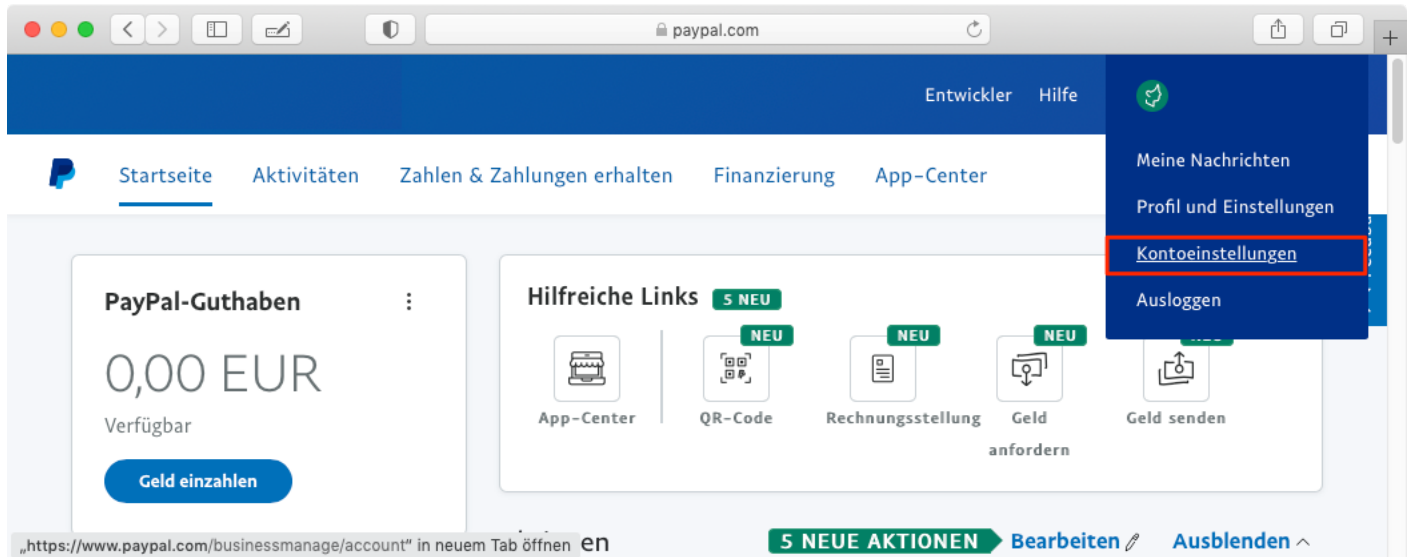 paypal.com
Entwickler Hilfe
Meine Nachrichten
Profil und Einstellungen
Kontoeinstellungen
Ausloggen
Startseite Aktivitäten Zahlen & Zahlungen erhalten Finanzierung App-Center
PayPal-Guthaben
0,00 EUR
Verfügbar
Geld einzahlen
Hilfreiche Links 5 NEU
NEU NEU NEU
App-Center QR-Code Rechnungsstellung Geld anfordern Geld senden
5 NEUE AKTIONEN Bearbeiten Ausblenden
„https://www.paypal.com/businessmanage/account“ in neuem Tab öffnen